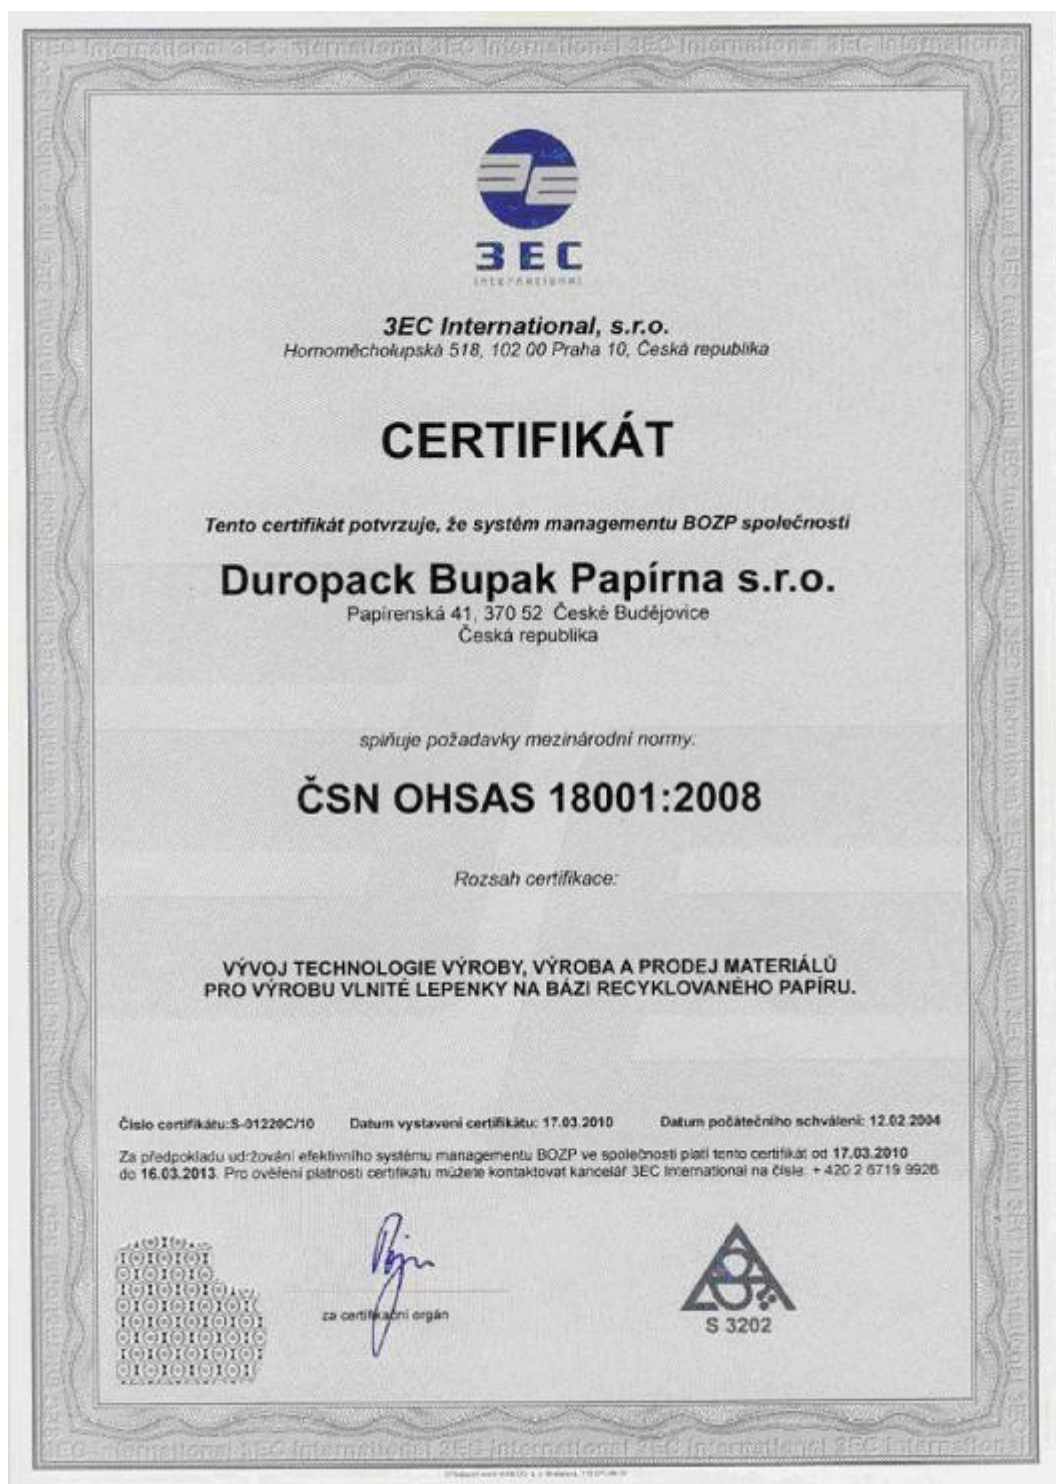 3EC
International
3EC International, s.r.o.
Hornoměcholupská 518, 102 00 Praha 10, Česká republika
CERTIFIKÁT
Tento certifikát potvrzuje, že systém managementu BOZP společnosti
Duropack Bupak Papírna s.r.o.
Papírenská 41, 370 52 České Budějovice
Česká republika
splňuje požadavky mezinárodní normy:
ČSN OHSAS 18001:2008
Rozsah certifikace:
VÝVOJ TECHNOLOGIE VÝROBY, VÝROBA A PRODEJ MATERIÁLŮ
PRO VÝROBU VLNITÉ LEPENKY NA BÁZI RECYKLOVANÉHO PAPÍRU.
Číslo certifikátu:S-01220C/10 Datum vystavení certifikátu: 17.03.2010 Datum počátečního schválení: 12.02.2004
Za předpokladu udržování efektivního systému managementu BOZP ve společnosti platí tento certifikát od 17.03.2010
do 16.03.2013. Pro ověření platnosti certifikátu můžete kontaktovat kancelář 3EC International na čísle: + 420 2 6719 9926
za certifikační orgán
S 3202